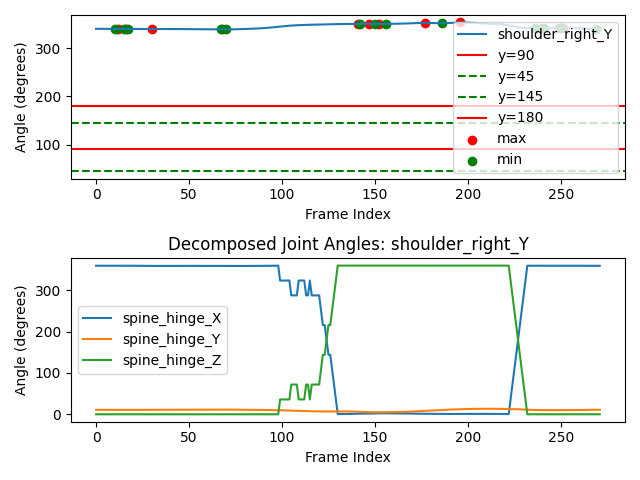 300
200
100
Angle (degrees)
shoulder_right_Y
y=90
y=45
y=145
y=180
max
min
0 50 100 150 200 250
Frame Index
Decomposed Joint Angles: shoulder_right_Y
300
200
100
0
Angle (degrees)
spine_hinge_X
spine_hinge_Y
spine_hinge_Z
0 50 100 150 200 250
Frame Index